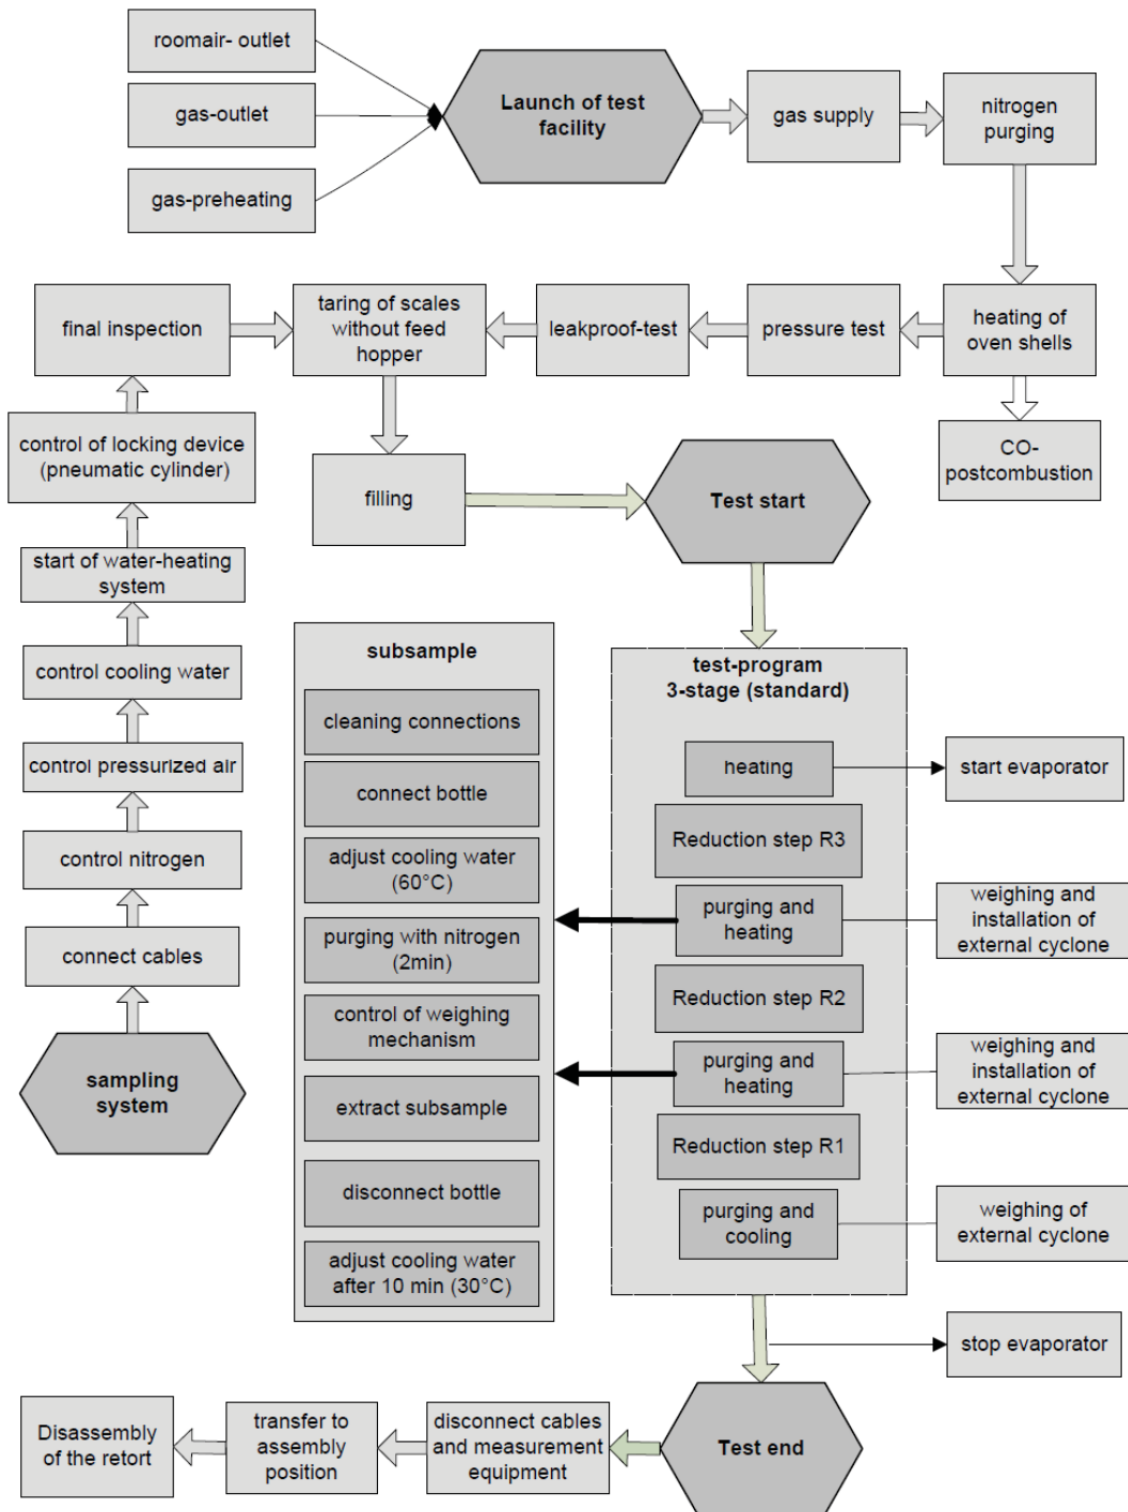 roomair- outlet
gas-outlet
gas-preheating
Launch of test
facility
gas supply
nitrogen
purging
final inspection
taring of scales
without feed
hopper
leakproof-test
pressure test
heating of
oven shells
control of locking device
(pneumatic cylinder)
filling
Test start
CO-
postcombustion
start of water-heating
system
control cooling water
control pressurized air
control nitrogen
connect cables
sampling
system
subsample
cleaning connections
connect bottle
adjust cooling water
(60°C)
purging with nitrogen
(2min)
control of weighing
mechanism
extract subsample
disconnect bottle
adjust cooling water
after 10 min (30°C)
test-program
3-stage (standard)
heating
Reduction step R3
purging and
heating
Reduction step R2
purging and
heating
Reduction step R1
purging and
cooling
start evaporator
weighing and
installation of
external cyclone
weighing and
installation of
external cyclone
weighing of
external cyclone
stop evaporator
Disassembly
of the retort
transfer to
assembly
position
disconnect cables
and measurement
equipment
Test end